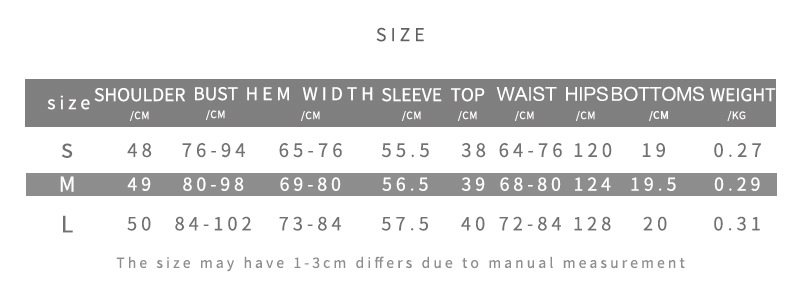 SIZE
size SHOULDER/CM BUST/CM HEM WIDTH/CM SLEEVE/CM TOP/CM WAIST/CM HIPS/CM BOTTOMS/CM WEIGHT/KG
S 48 76-94 65-76 55.5 38 64-76 120 19 0.27
M 49 80-98 69-80 56.5 39 68-80 124 19.5 0.29
L 50 84-102 73-84 57.5 40 72-84 128 20 0.31
The size may have 1-3cm differs due to manual measurement